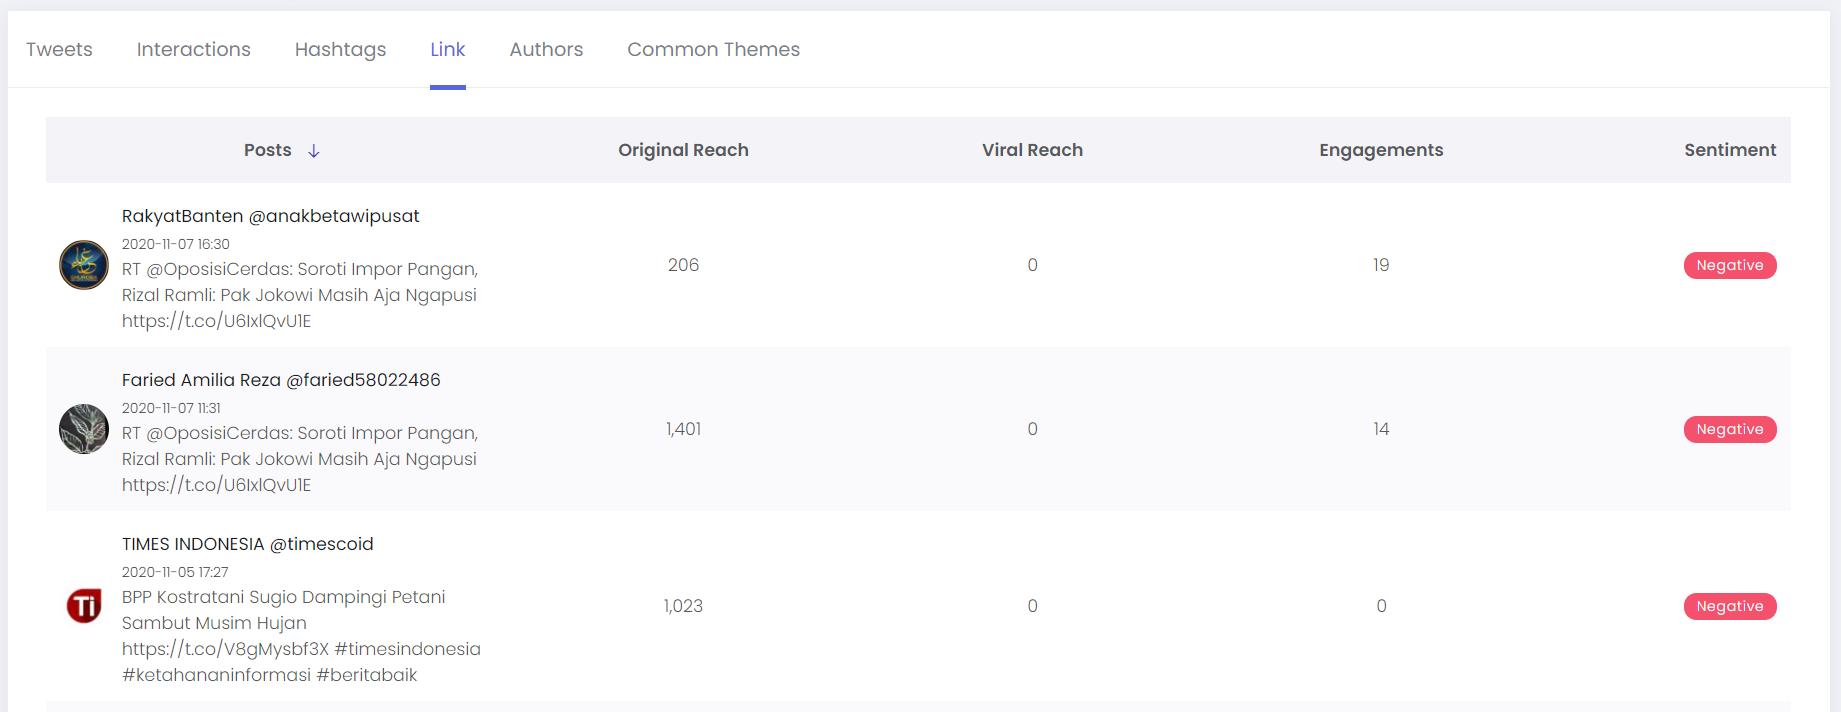 Tweets Interactions Hashtags Link Authors Common Themes
Posts ↓ Original Reach Viral Reach Engagements Sentiment
RakyatBanten @anakbetawipusat
2020-11-07 16:30
RT @OposisiCerdas: Soroti Impor Pangan,
Rizal Ramli: Pak Jokowi Masih Aja Ngapusi
https://t.co/U6IxlQvU1E
206 0 19 Negative
Faried Amilia Reza @faried58022486
2020-11-07 11:31
RT @OposisiCerdas: Soroti Impor Pangan,
Rizal Ramli: Pak Jokowi Masih Aja Ngapusi
https://t.co/U6IxlQvU1E
1,401 0 14 Negative
Ti
TIMES INDONESIA @timescoid
2020-11-05 17:27
BPP Kostratani Sugio Dampingi Petani
Sambut Musim Hujan
https://t.co/V8gMysbf3X #timesindonesia
#ketahananinformasi #beritabaik
1,023 0 0 Negative